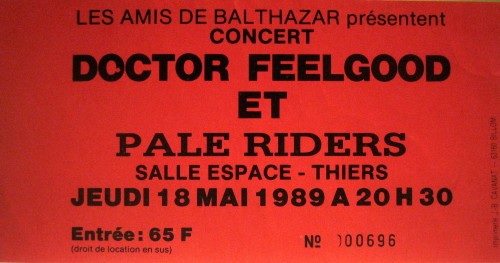 LES AMIS DE BALTHAZAR présentent
CONCERT
DOCTOR FEELGOOD
ET
PALE RIDERS
SALLE ESPACE - THIERS
JEUDI 18 MAI 1989 A 20 H 30
Entrée : 65 F
(droit de location en sus)
Nº 000696